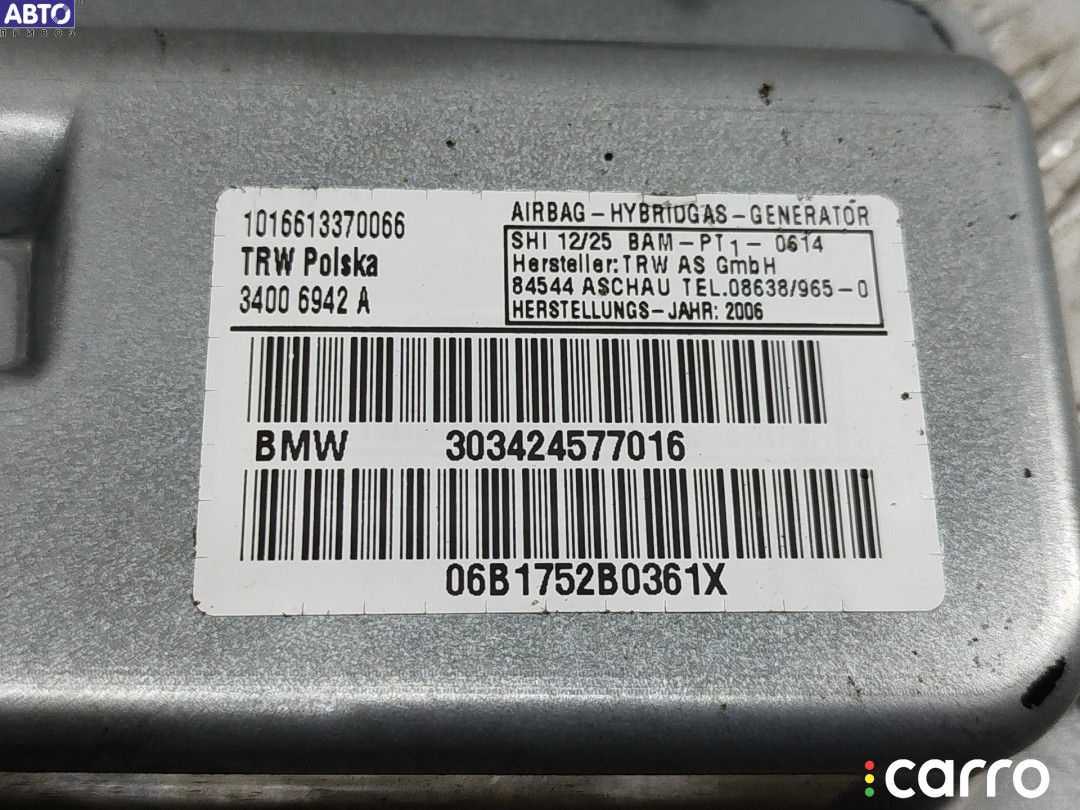 АВТО
ПРИВОЗ
1016613370066
TRW Polska
3400 6942 A
AIRBAG-HYBRIDGAS-GENERATOR
SHI 12/25 BAM-PT1-0614
Hersteller:TRW AS GmbH
84544 ASCHAU TEL.08638/965-0
HERSTELLUNGS-JAHR: 2006
BMW 303424577016
06B1752B0361X
carro